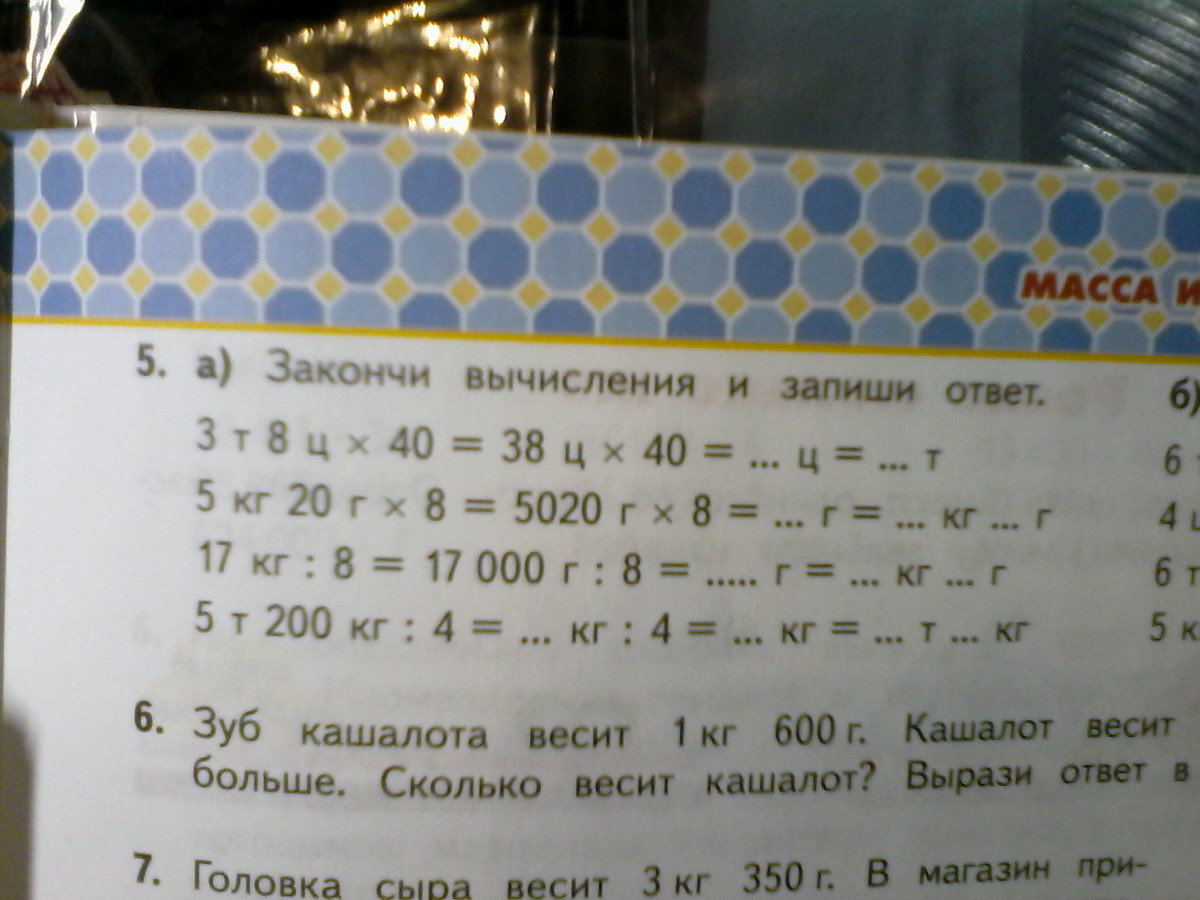 МАССА И
5. а) Закончи вычисления и запиши ответ. б)
3 т 8 ц × 40 = 38 ц × 40 = ... ц = ... т 6
5 кг 20 г × 8 = 5020 г × 8 = ... г = ... кг ... г 4 ц
17 кг : 8 = 17 000 г : 8 = ..... г = ... кг ... г 6 т
5 т 200 кг : 4 = ... кг : 4 = ... кг = ... т ... кг 5 к
6. Зуб кашалота весит 1 кг 600 г. Кашалот весит
больше. Сколько весит кашалот? Вырази ответ в
7. Головка сыра весит 3 кг 350 г. В магазин при-